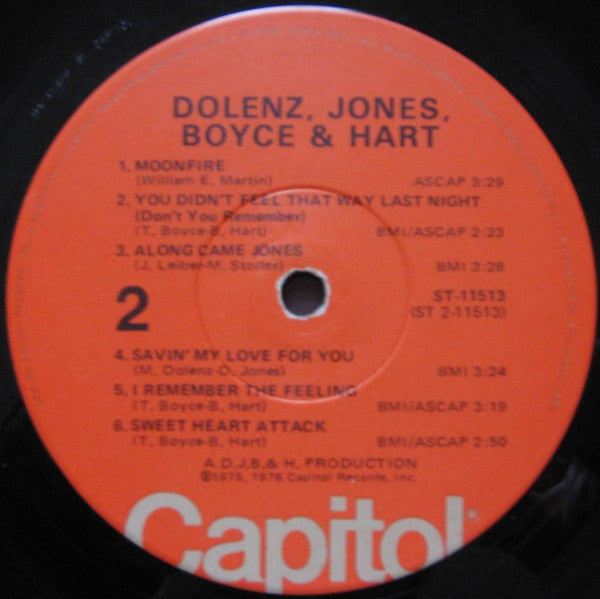 DOLENZ, JONES,
BOYCE & HART
1. MOONFIRE
(William E. Martin) ASCAP 3:29
2. YOU DIDN'T FEEL THAT WAY LAST NIGHT
(Don't You Remember)
(T. Boyce-B. Hart) BMI/ASCAP 2:23
3. ALONG CAME JONES
(J. Leiber-M. Stoller) BMI 3:28
2
ST-11513
(ST 2-11513)
4. SAVIN' MY LOVE FOR YOU
(M. Dolenz-D. Jones) BMI 3:24
5. I REMEMBER THE FEELING
(T. Boyce-B. Hart) BMI/ASCAP 3:19
6. SWEET HEART ATTACK
(T. Boyce-B. Hart) BMI/ASCAP 2:50
A D.J.B.& H. PRODUCTION
℗1975, 1976 Capitol Records, Inc.
Capitol